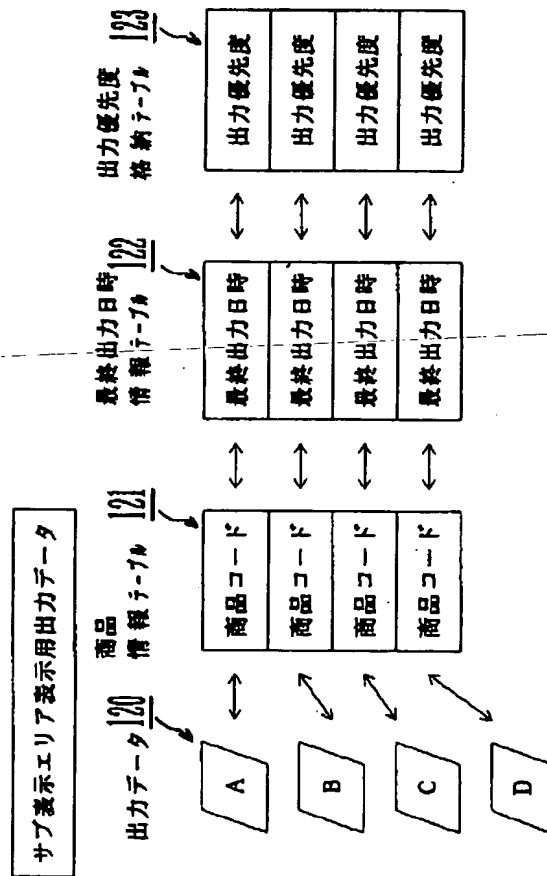 サブ表示エリア表示用出力データ
出力データ 120
商品
情報テーブル 121
最終出力日時
情報テーブル 122
出力優先度
格納テーブル 123
A
商品コード
最終出力日時
出力優先度
B
商品コード
最終出力日時
出力優先度
C
商品コード
最終出力日時
出力優先度
D
商品コード
最終出力日時
出力優先度